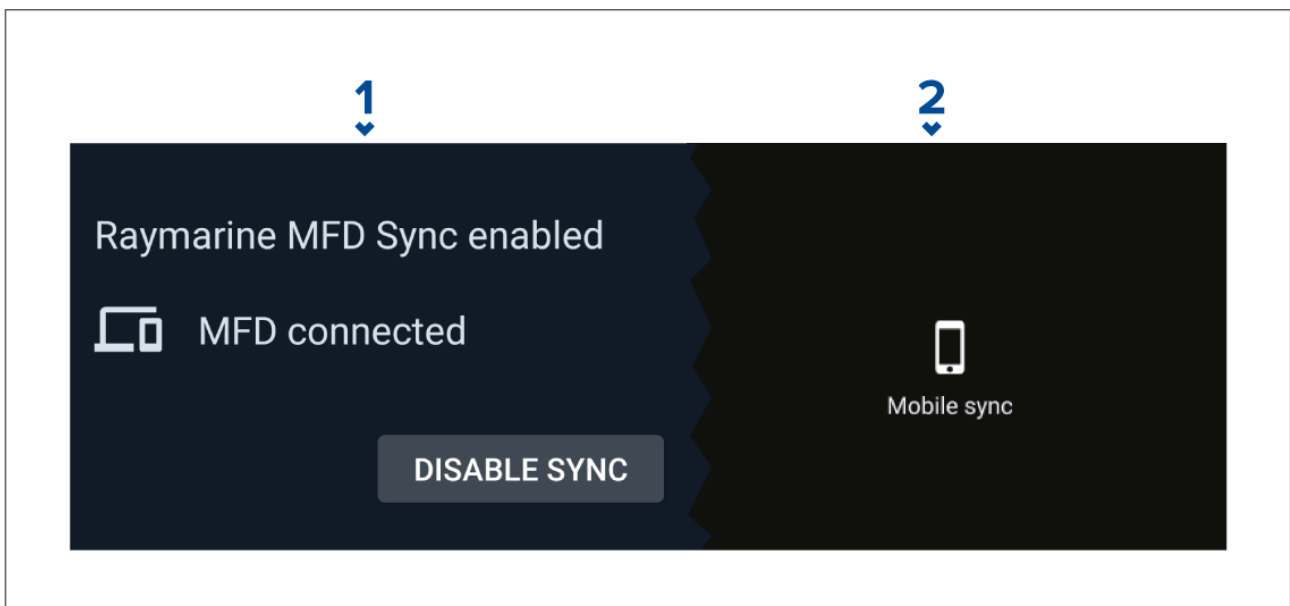 1
2
Raymarine MFD Sync enabled
MFD connected
DISABLE SYNC
Mobile sync